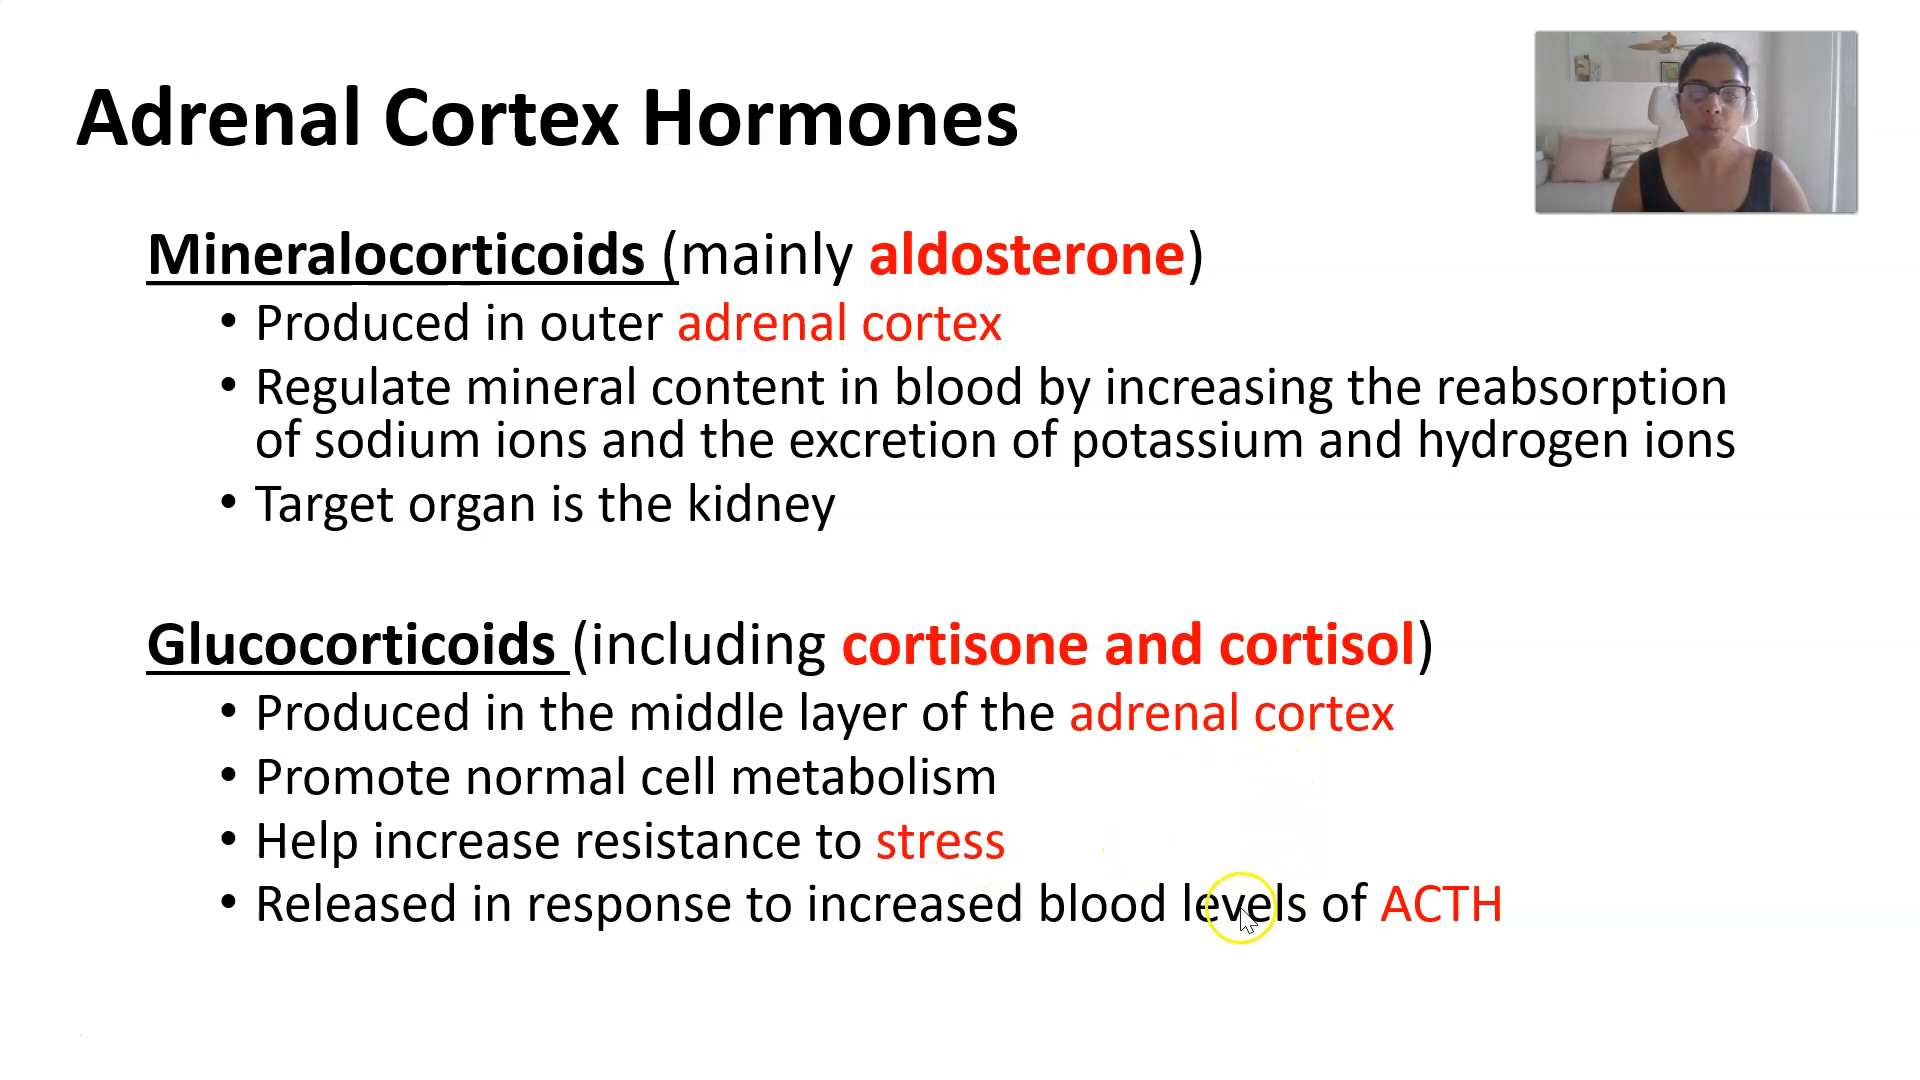 Adrenal Cortex Hormones
Mineralocorticoids (mainly aldosterone)
• Produced in outer adrenal cortex
• Regulate mineral content in blood by increasing the reabsorption
of sodium ions and the excretion of potassium and hydrogen ions
• Target organ is the kidney
Glucocorticoids (including cortisone and cortisol)
• Produced in the middle layer of the adrenal cortex
• Promote normal cell metabolism
• Help increase resistance to stress
• Released in response to increased blood levels of ACTH